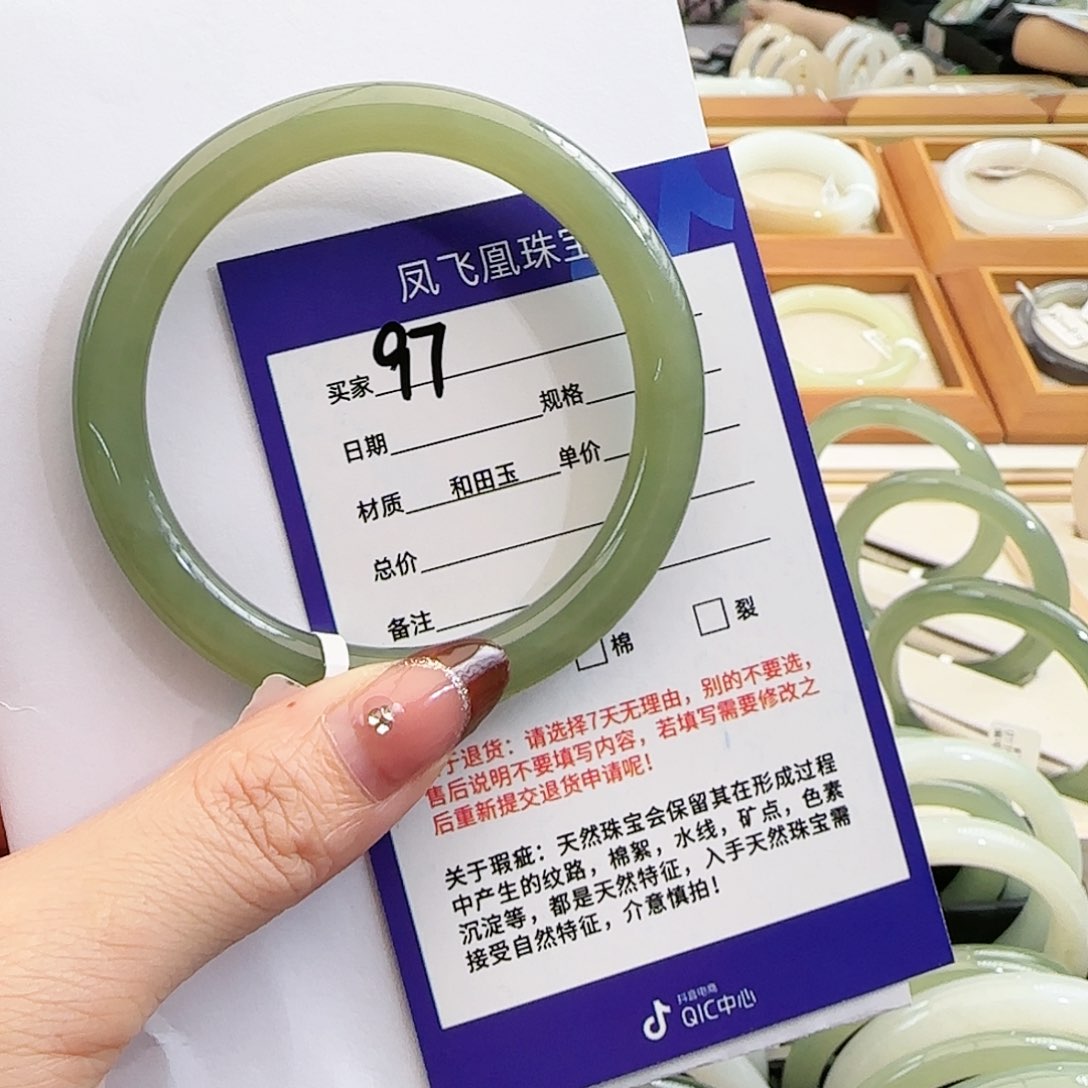 凤飞凰珠宝
买家 97
日期 规格
材质 和田玉 单价
总价
备注
棉 裂
于退货：请选择7天无理由，别的不要选，
售后说明不要填写内容，若填写需要修改之
后重新提交退货申请呢！
关于瑕疵：天然珠宝会保留其在形成过程
中产生的纹路，棉絮，水线，矿点，色素
沉淀等，都是天然特征，入手天然珠宝需
接受自然特征，介意慎拍！
抖音电商
QIC中心